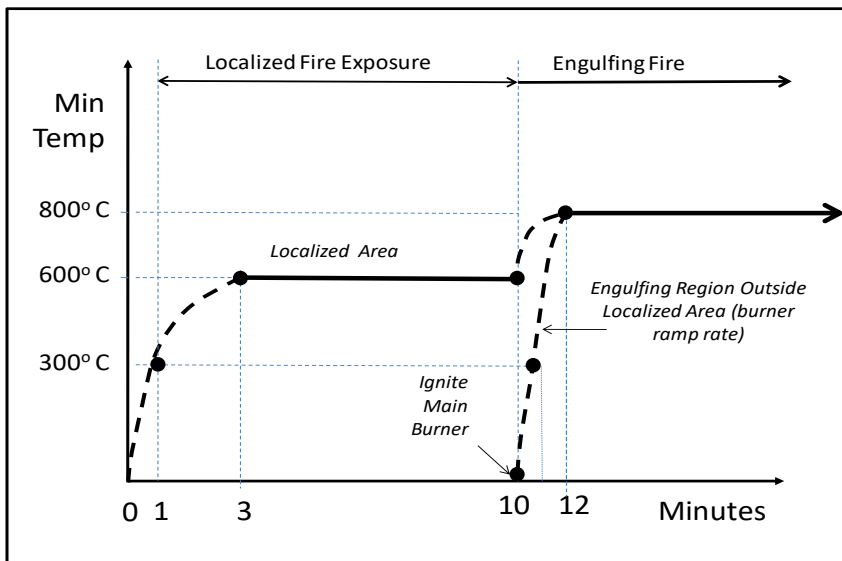 Localized Fire Exposure
Engulfing Fire
Min
Temp
800° C
600° C
300° C
Localized Area
Engulfing Region Outside
Localized Area (burner
ramp rate)
Ignite
Main
Burner
0 1 3 10 12 Minutes